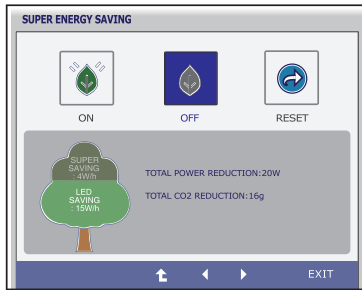 SUPER ENERGY SAVING
ON
OFF
RESET
SUPER
SAVING
: 4W/h
LED
SAVING
: 15W/h
TOTAL POWER REDUCTION:20W
TOTAL CO2 REDUCTION:16g
EXIT